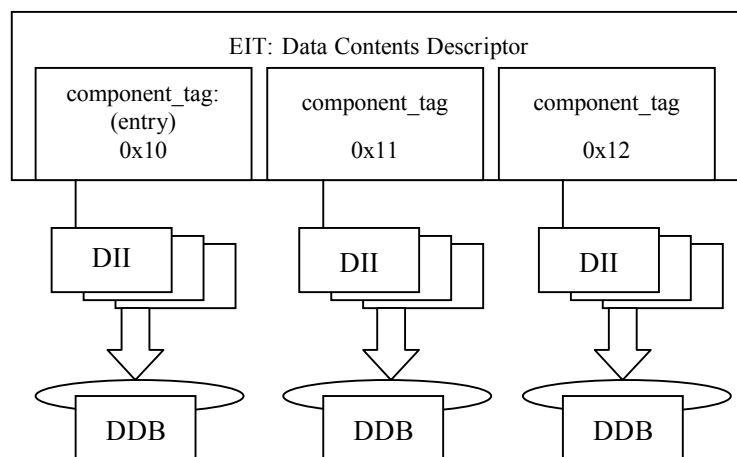 EIT: Data Contents Descriptor
component_tag:
(entry)
0x10
component_tag
0x11
component_tag
0x12
DII
DII
DII
DDB
DDB
DDB